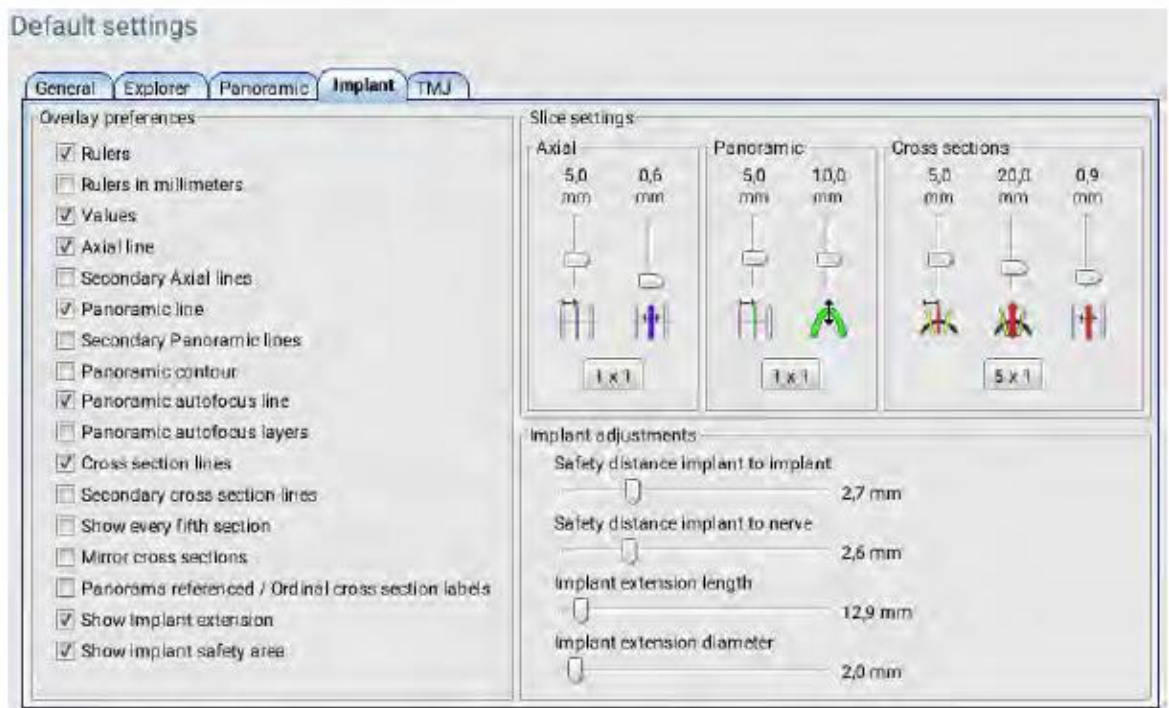 Default settings
General Explorer Panoramic Implant TMJ
Overlay preferences
Rulers
Rulers in millimeters
Values
Axial line
Secondary Axial lines
Panoramic line
Secondary Panoramic lines
Panoramic contour
Panoramic autofocus line
Panoramic autofocus layers
Cross section lines
Secondary cross section lines
Show every fifth section
Mirror cross sections
Panorama referenced / Ordinal cross section labels
Show Implant extension
Show implant safety area
Slice settings
Axial
5,0 0,6
mm mm
1 x 1
Panoramic
5,0 10,0
mm mm
1 x 1
Cross sections
5,0 20,0 0,9
mm mm mm
5 x 1
Implant adjustments
Safety distance implant to implant
2,7 mm
Safety distance implant to nerve
2,6 mm
Implant extension length
12,9 mm
Implant extension diameter
2,0 mm